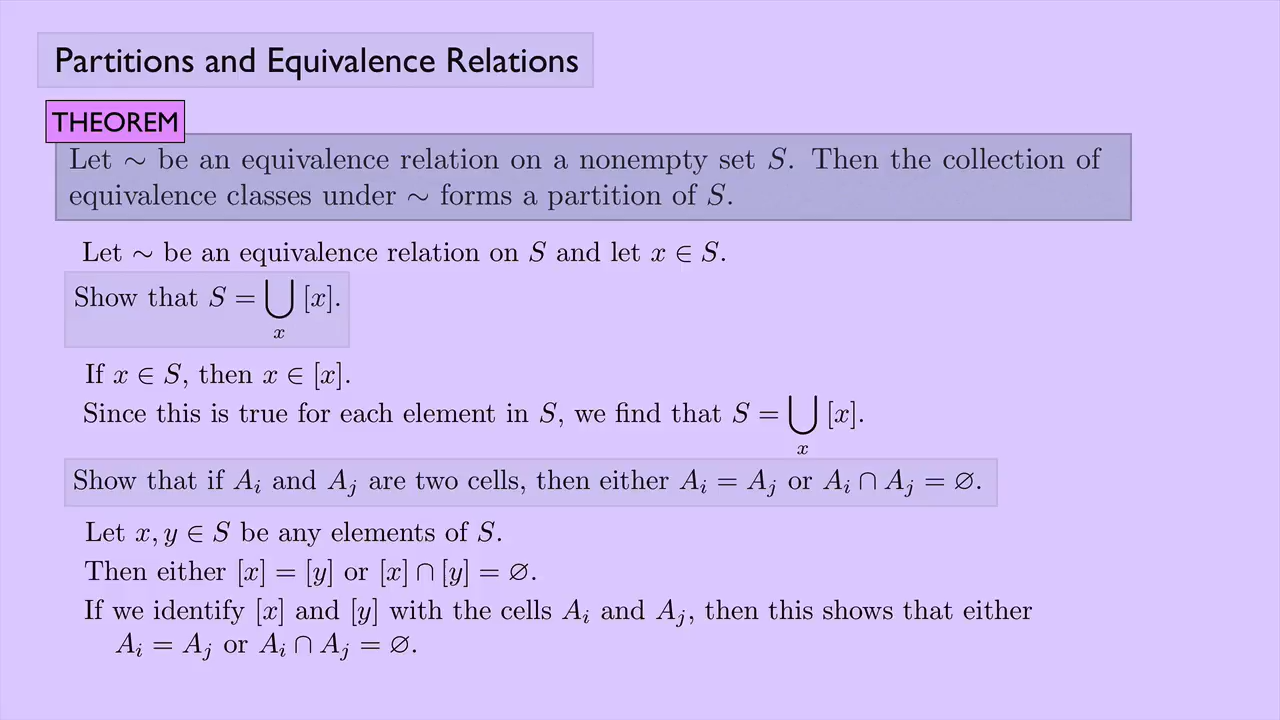 Partitions and Equivalence Relations
THEOREM
Let ∼ be an equivalence relation on a nonempty set S. Then the collection of
equivalence classes under ∼ forms a partition of S.
Let ∼ be an equivalence relation on S and let x ∈ S.
Show that S = ⋃ₓ [x].
If x ∈ S, then x ∈ [x].
Since this is true for each element in S, we find that S = ⋃ₓ [x].
Show that if Aᵢ and Aⱼ are two cells, then either Aᵢ = Aⱼ or Aᵢ ∩ Aⱼ = ∅.
Let x, y ∈ S be any elements of S.
Then either [x] = [y] or [x] ∩ [y] = ∅.
If we identify [x] and [y] with the cells Aᵢ and Aⱼ, then this shows that either
Aᵢ = Aⱼ or Aᵢ ∩ Aⱼ = ∅.